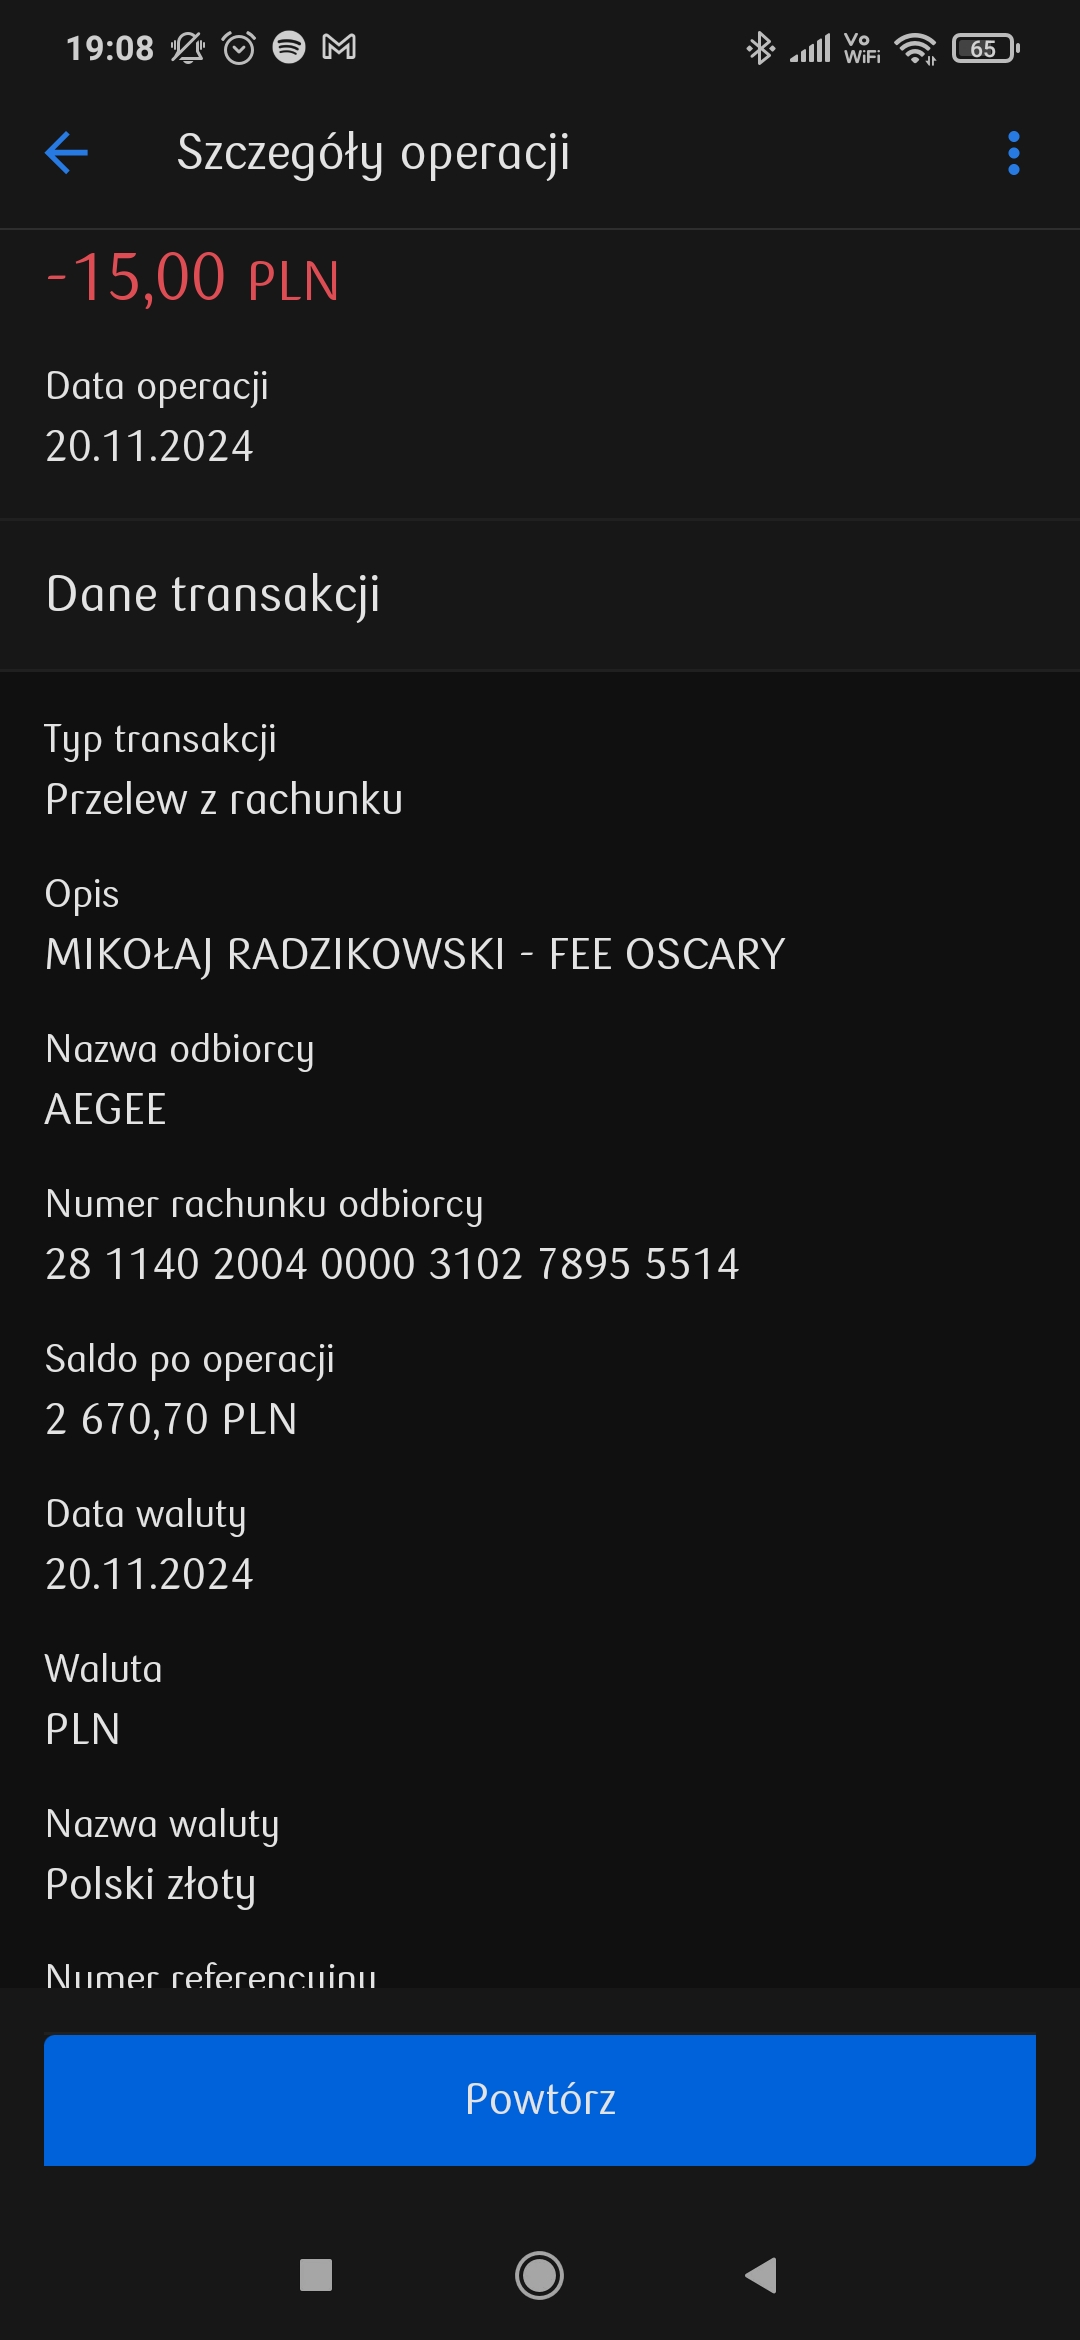 19:08
Vo
WiFi
65
Szczegóły operacji
-15,00 PLN
Data operacji
20.11.2024
Dane transakcji
Typ transakcji
Przelew z rachunku
Opis
MIKOŁAJ RADZIKOWSKI - FEE OSCARY
Nazwa odbiorcy
AEGEE
Numer rachunku odbiorcy
28 1140 2004 0000 3102 7895 5514
Saldo po operacji
2 670,70 PLN
Data waluty
20.11.2024
Waluta
PLN
Nazwa waluty
Polski złoty
Numer referencyjny
Powtórz